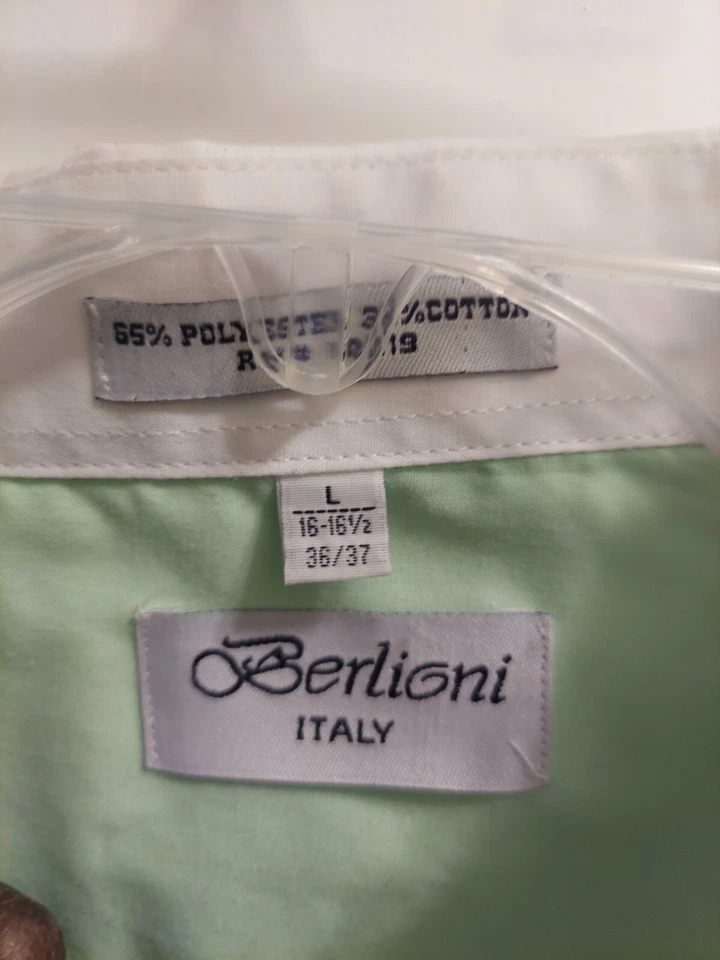 65% POLYESTER %COTTON
L
16-16½
36/37
Berlioni
ITALY